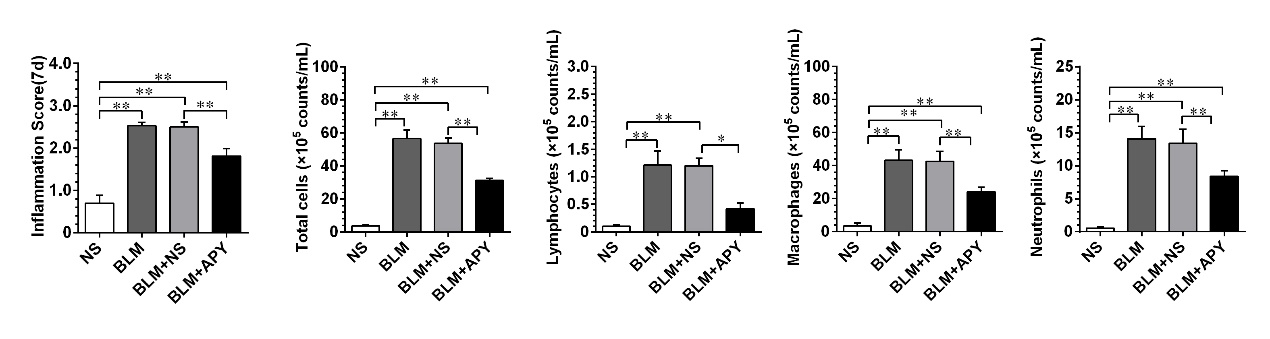 Inflammation Score(7d)
4.0
3.0
2.0
1.0
0
**
**
**
**
NS
BLM
BLM+NS
BLM+APY
Total cells (×10⁵ counts/mL)
100
80
60
40
20
0
**
**
**
**
NS
BLM
BLM+NS
BLM+APY
Lymphocytes (×10⁵ counts/mL)
3.0
2.5
2.0
1.5
1.0
0.5
0
**
**
*
NS
BLM
BLM+NS
BLM+APY
Macrophages (×10⁵ counts/mL)
100
80
60
40
20
0
**
**
**
**
NS
BLM
BLM+NS
BLM+APY
Neutrophils (×10⁵ counts/mL)
25
20
15
10
5
0
**
**
**
**
NS
BLM
BLM+NS
BLM+APY